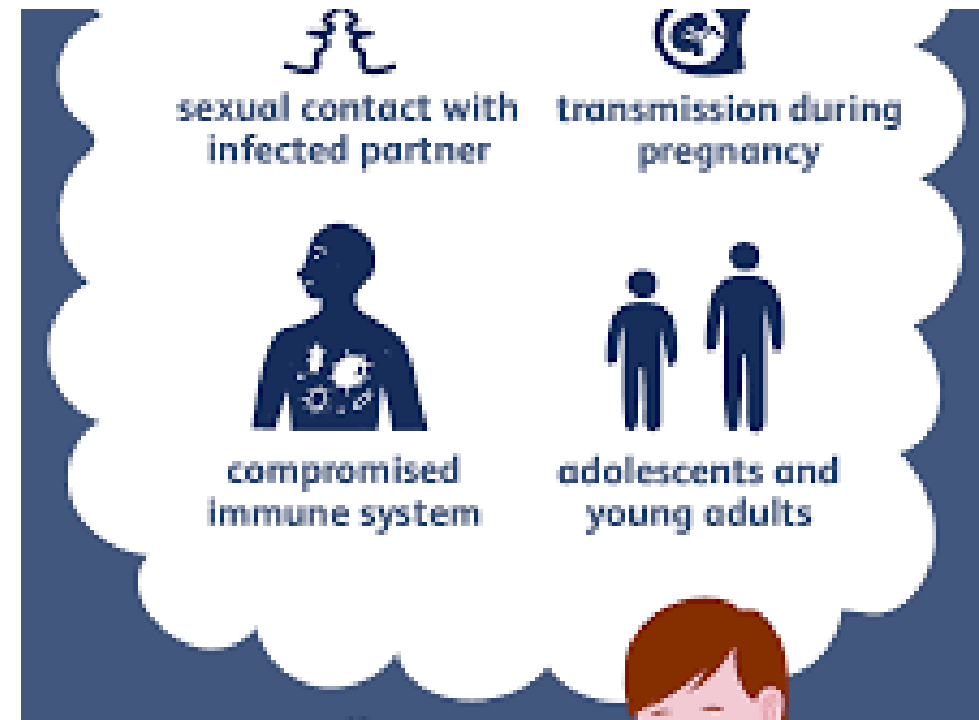 sexual contact with
infected partner
transmission during
pregnancy
compromised
immune system
adolescents and
young adults